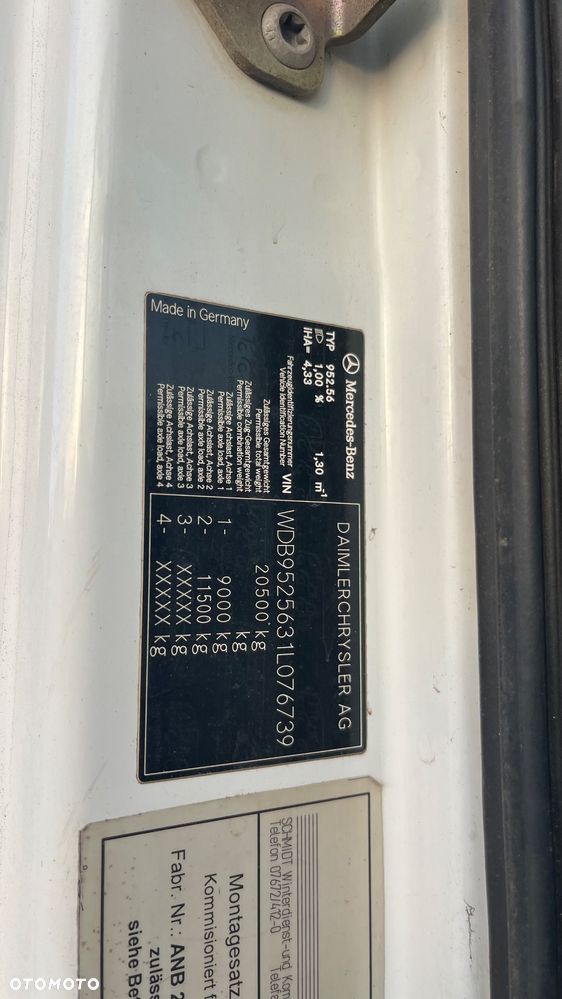 Mercedes-Benz
DAIMLERCHRYSLER AG
TYP 952.56
1,00 % 1,30 m⁻¹
IHA= 4,33
Fahrzeugidentifizierungsnummer
Vehicle Identification Number VIN WDB9525631L076739
Zulässiges Gesamtgewicht
Permissible total weight 20500 kg
Zulässiges Zug-Gesamtgewicht
Permissible combination weight kg
Zulässige Achslast, Achse 1
Permissible axle load, axle 1 1- 9000 kg
Zulässige Achslast, Achse 2
Permissible axle load, axle 2 2- 11500 kg
Zulässige Achslast, Achse 3
Permissible axle load, axle 3 3- XXXXX kg
Zulässige Achslast, Achse 4
Permissible axle load, axle 4 4- XXXXX kg
Made in Germany
SCHMIDT Winterdienst-und Kom
Telefon 07672/412-0 Telefa
Montagesatz
Kommisioniert f
Fabr. Nr.: ANB 2
zuläss
siehe Be
OTOMOTO